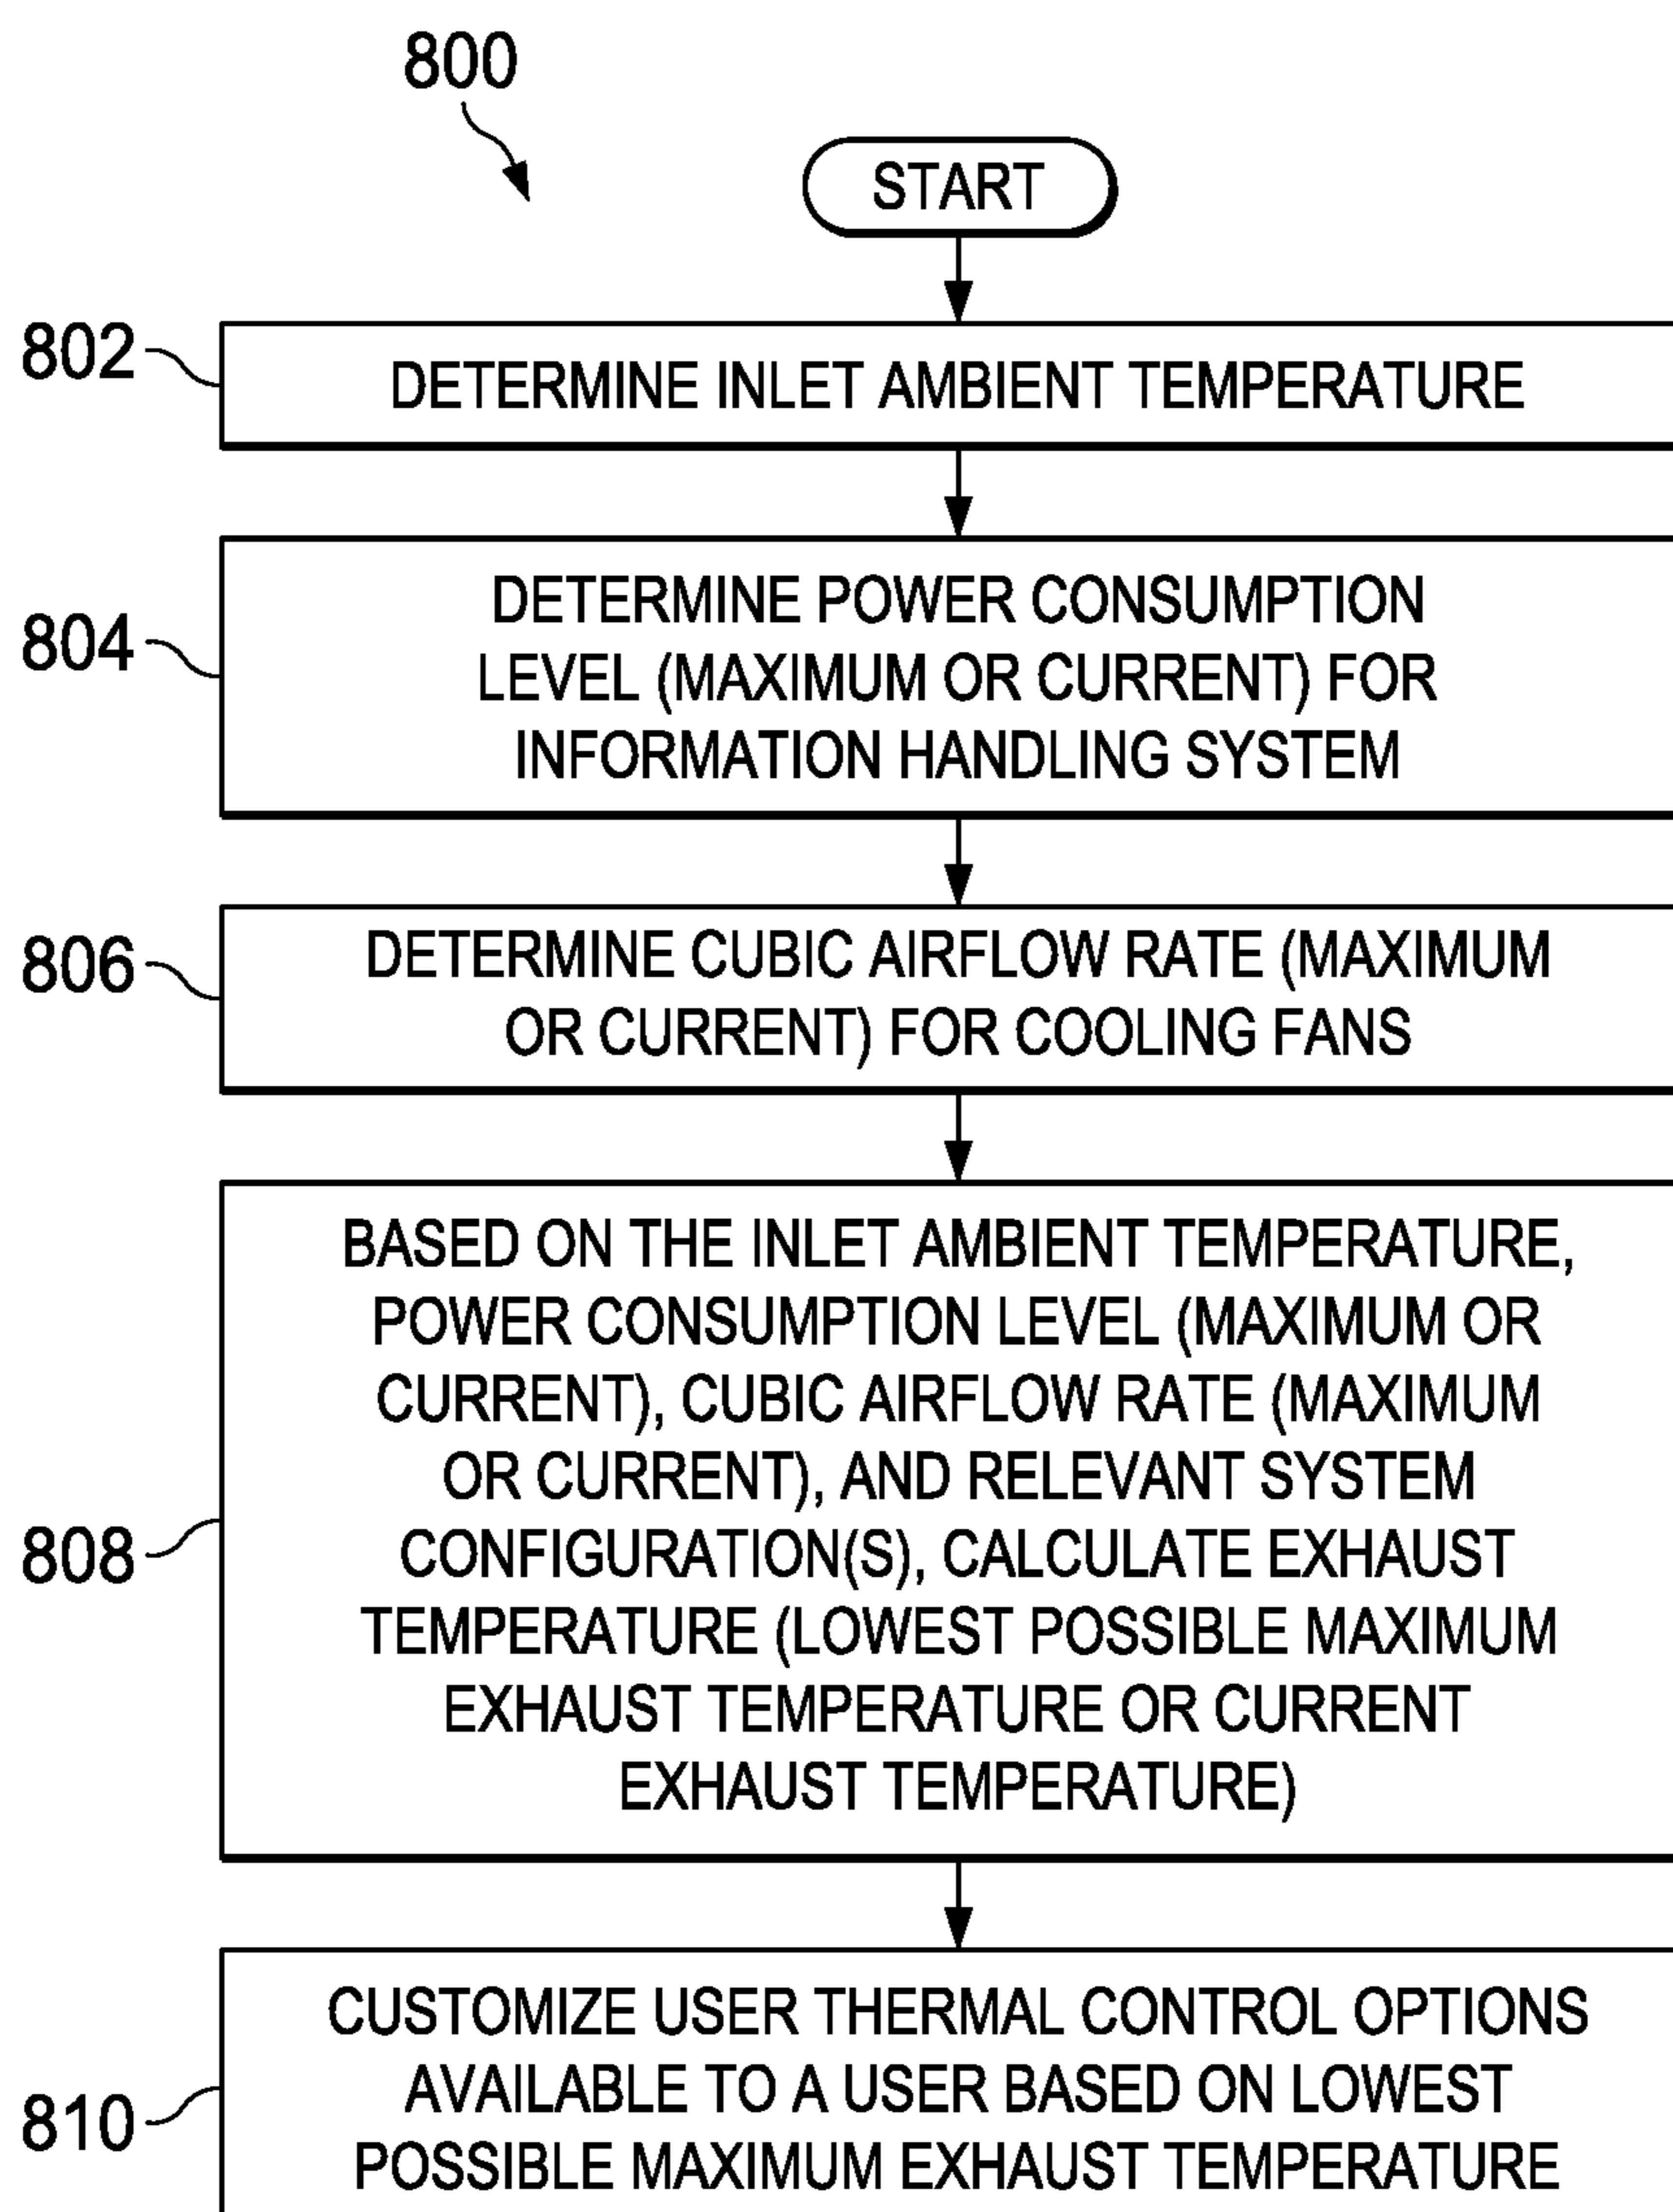 800
START
802
DETERMINE INLET AMBIENT TEMPERATURE
804
DETERMINE POWER CONSUMPTION
LEVEL (MAXIMUM OR CURRENT) FOR
INFORMATION HANDLING SYSTEM
806
DETERMINE CUBIC AIRFLOW RATE (MAXIMUM
OR CURRENT) FOR COOLING FANS
808
BASED ON THE INLET AMBIENT TEMPERATURE,
POWER CONSUMPTION LEVEL (MAXIMUM OR
CURRENT), CUBIC AIRFLOW RATE (MAXIMUM
OR CURRENT), AND RELEVANT SYSTEM
CONFIGURATION(S), CALCULATE EXHAUST
TEMPERATURE (LOWEST POSSIBLE MAXIMUM
EXHAUST TEMPERATURE OR CURRENT
EXHAUST TEMPERATURE)
810
CUSTOMIZE USER THERMAL CONTROL OPTIONS
AVAILABLE TO A USER BASED ON LOWEST
POSSIBLE MAXIMUM EXHAUST TEMPERATURE